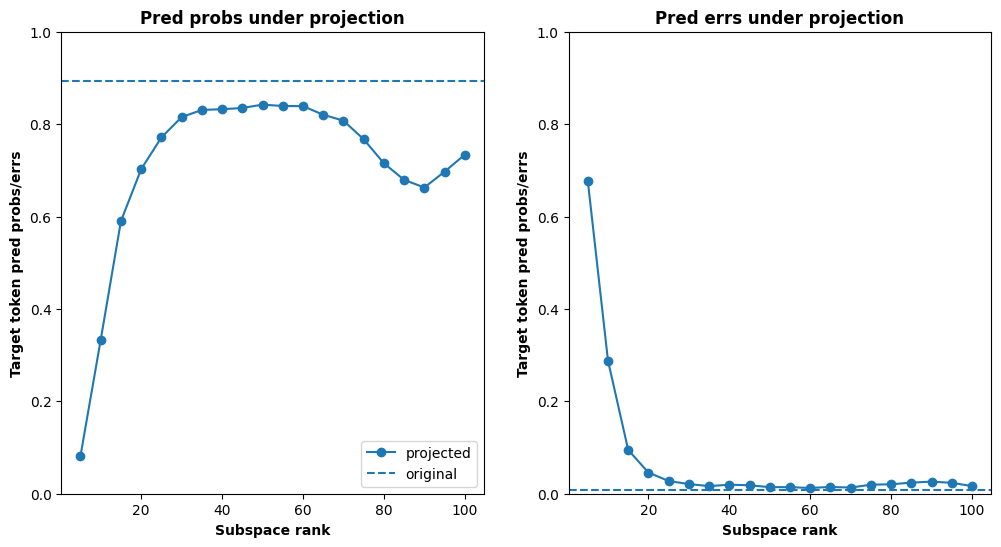 Pred probs under projection
Target token pred probs/errs
1.0
0.8
0.6
0.4
0.2
0.0
20 40 60 80 100
Subspace rank
projected
original
Pred errs under projection
Target token pred probs/errs
1.0
0.8
0.6
0.4
0.2
0.0
20 40 60 80 100
Subspace rank